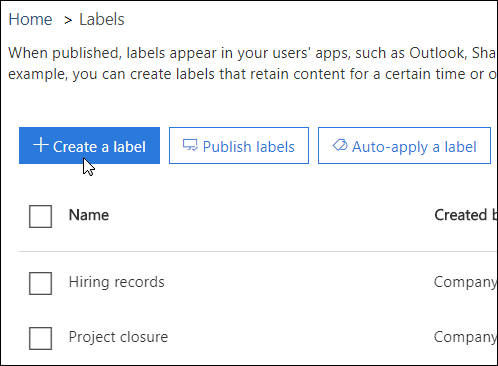 Home > Labels
When published, labels appear in your users' apps, such as Outlook, Sha
example, you can create labels that retain content for a certain time or o
Create a label Publish labels Auto-apply a label
Name Created b
Hiring records Company
Project closure Company